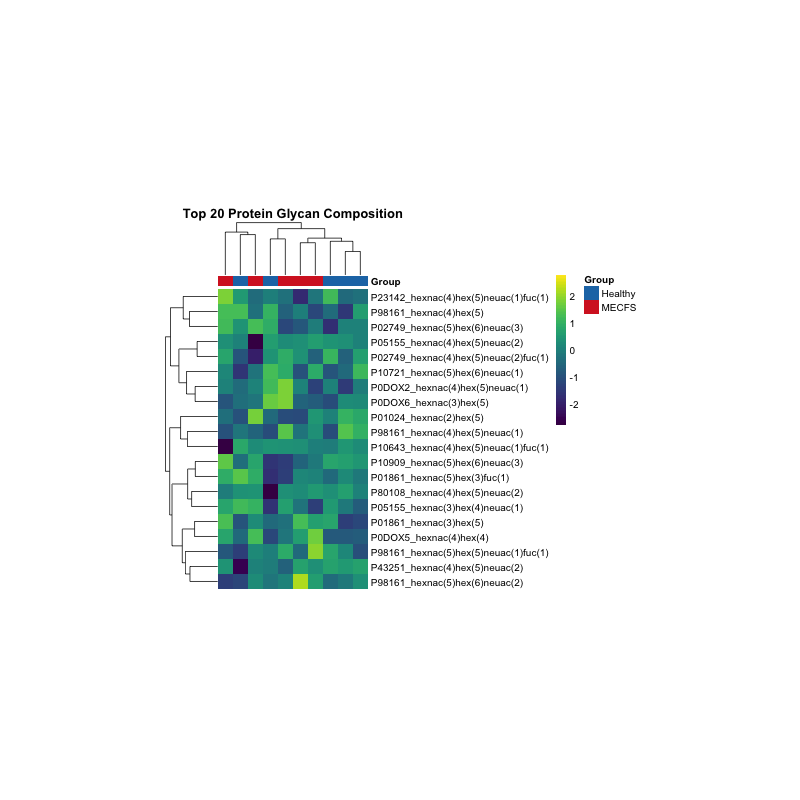 Top 20 Protein Glycan Composition
Group
P23142_hexnac(4)hex(5)neuac(1)fuc(1)
P98161_hexnac(4)hex(5)
P02749_hexnac(5)hex(6)neuac(3)
P05155_hexnac(4)hex(5)neuac(2)
P02749_hexnac(4)hex(5)neuac(2)fuc(1)
P10721_hexnac(5)hex(6)neuac(1)
P0DOX2_hexnac(4)hex(5)neuac(1)
P0DOX6_hexnac(3)hex(5)
P01024_hexnac(2)hex(5)
P98161_hexnac(4)hex(5)neuac(1)
P10643_hexnac(4)hex(5)neuac(1)fuc(1)
P10909_hexnac(5)hex(6)neuac(3)
P01861_hexnac(5)hex(3)fuc(1)
P80108_hexnac(4)hex(5)neuac(2)
P05155_hexnac(3)hex(4)neuac(1)
P01861_hexnac(3)hex(5)
P0DOX5_hexnac(4)hex(4)
P98161_hexnac(5)hex(5)neuac(1)fuc(1)
P43251_hexnac(4)hex(5)neuac(2)
P98161_hexnac(5)hex(6)neuac(2)
2
1
0
-1
-2
Group
Healthy
MECFS